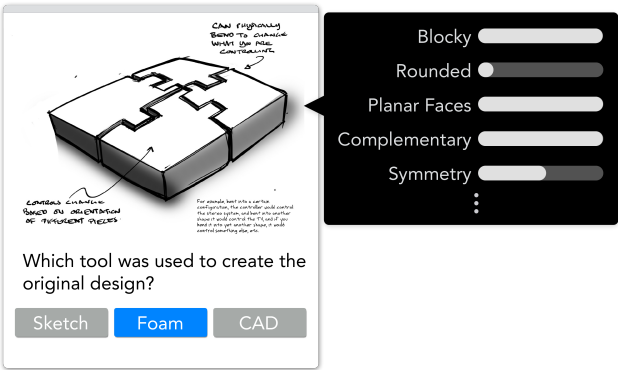 CAN PHYSICALLY
BEND TO CHANGE
WHAT YOU ARE
CONTROLLING
CONTROLS CHANGE
BASED ON ORIENTATION
OF DIFFERENT PIECES
For example, bent into a certain
configuration, the controller would control
the stereo system, and bent into another
shape it would control the TV, and if you
bend it into yet another shape, it would
control something else, etc.
Which tool was used to create the
original design?
Sketch
Foam
CAD
Blocky
Rounded
Planar Faces
Complementary
Symmetry